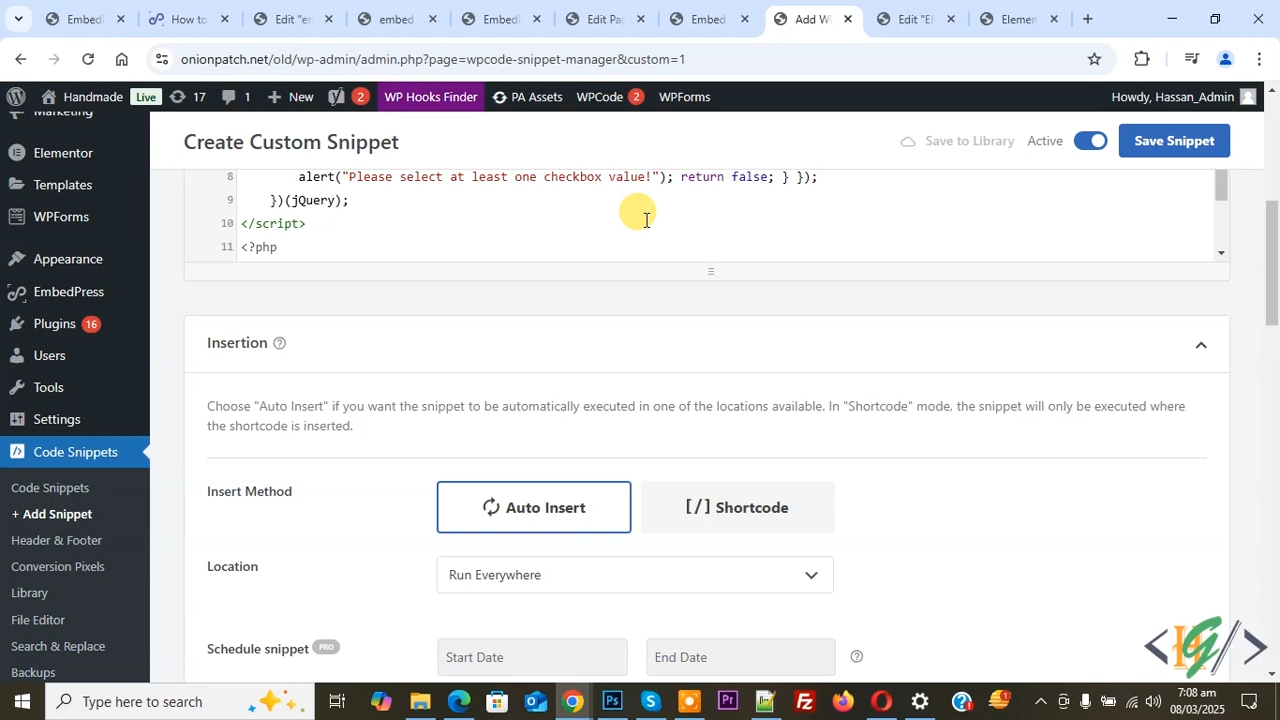 Embedi
How to
Edit "en
embed
Embedi
Edit Pa
Embed
Add W
Edit "El
Elemen
onionpatch.net/old/wp-admin/admin.php?page=wpcode-snippet-manager&custom=1
Handmade Live 17 1 New 2 WP Hooks Finder PA Assets WPCode 2 WPForms Howdy, Hassan_Admin
Marketing
Elementor
Templates
WPForms
Appearance
EmbedPress
Plugins 16
Users
Tools
Settings
Code Snippets
Code Snippets
+ Add Snippet
Header & Footer
Conversion Pixels
Library
File Editor
Search & Replace
Backups
Create Custom Snippet Save to Library Active Save Snippet
8 alert("Please select at least one checkbox value!"); return false; } });
9 })(jQuery);
10 </script>
11 <?php
Insertion
Choose "Auto Insert" if you want the snippet to be automatically executed in one of the locations available. In "Shortcode" mode, the snippet will only be executed where
the shortcode is inserted.
Insert Method Auto Insert [/] Shortcode
Location Run Everywhere
Schedule snippet PRO Start Date End Date
Type here to search
7:08 am
08/03/2025